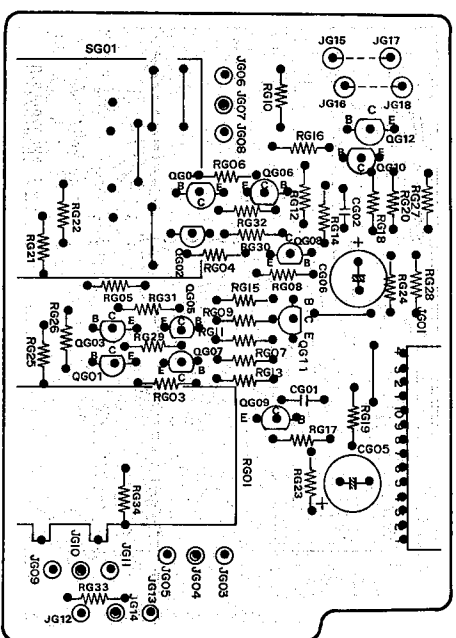 SG01
JG06
JG07
JG08
JG15
JG17
JG16
JG18
RG10
C
B
E
QG12
RG16
B
E
QG10
RG06
QG04
B
E
C
QG06
B
E
C
RG12
RG14
CG02
RG18
RG20
RG27
RG32
RG30
QG02
RG04
QG08
C
E
B
RG22
RG21
RG08
CG06
+
RG24
RG28
JG01
RG05
RG31
QG05
RG15
RG09
RG11
RG07
RG13
B
C
E
QG11
RG26
RG25
QG03
B
C
E
RG29
E
C
B
QG01
B
C
E
QG07
E
C
B
RG03
CG01
QG09
C
E
B
RG17
RG19
CG05
+
RG23
RG01
RG34
JG09
JG10
JG11
JG05
JG04
JG03
RG33
JG12
JG14
JG13